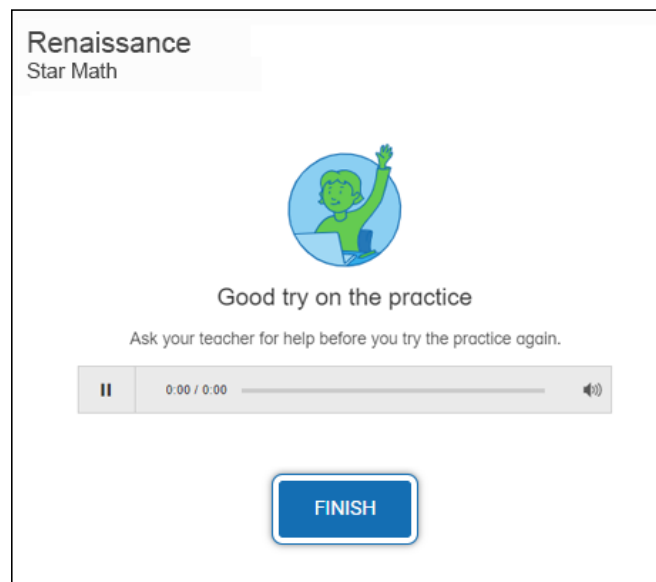 Renaissance
Star Math
Good try on the practice
Ask your teacher for help before you try the practice again.
0:00 / 0:00
FINISH